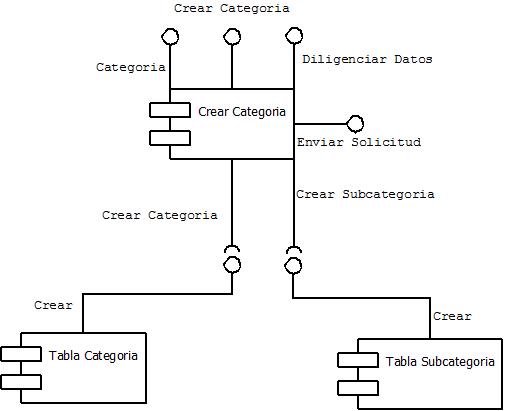 Crear Categoria
Categoria
Diligenciar Datos
Crear Categoria
Enviar Solicitud
Crear Categoria
Crear Subcategoria
Crear
Crear
Tabla Categoria
Tabla Subcategoria